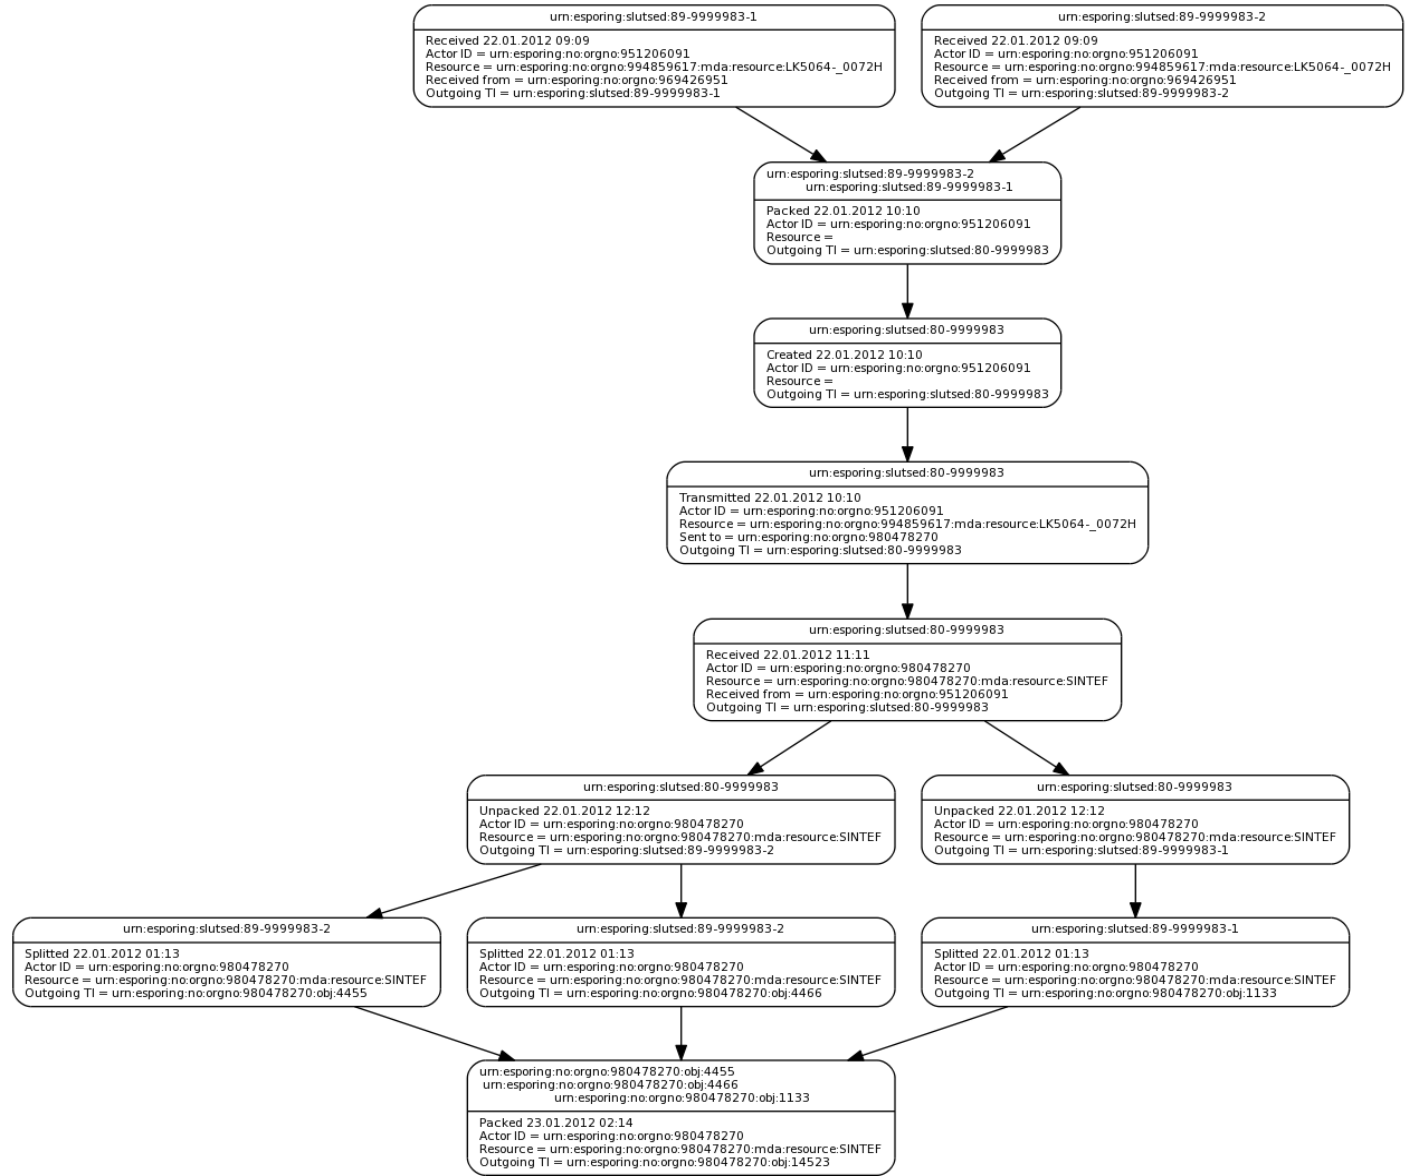 urn:esporing:slutsed:89-9999983-1
Received 22.01.2012 09:09
Actor ID = urn:esporing:no:orgno:951206091
Resource = urn:esporing:no:orgno:994859617:mda:resource:LK5064-_0072H
Received from = urn:esporing:no:orgno:969426951
Outgoing TI = urn:esporing:slutsed:89-9999983-1
urn:esporing:slutsed:89-9999983-2
Received 22.01.2012 09:09
Actor ID = urn:esporing:no:orgno:951206091
Resource = urn:esporing:no:orgno:994859617:mda:resource:LK5064-_0072H
Received from = urn:esporing:no:orgno:969426951
Outgoing TI = urn:esporing:slutsed:89-9999983-2
urn:esporing:slutsed:89-9999983-2
urn:esporing:slutsed:89-9999983-1
Packed 22.01.2012 10:10
Actor ID = urn:esporing:no:orgno:951206091
Resource =
Outgoing TI = urn:esporing:slutsed:80-9999983
urn:esporing:slutsed:80-9999983
Created 22.01.2012 10:10
Actor ID = urn:esporing:no:orgno:951206091
Resource =
Outgoing TI = urn:esporing:slutsed:80-9999983
urn:esporing:slutsed:80-9999983
Transmitted 22.01.2012 10:10
Actor ID = urn:esporing:no:orgno:951206091
Resource = urn:esporing:no:orgno:994859617:mda:resource:LK5064-_0072H
Sent to = urn:esporing:no:orgno:980478270
Outgoing TI = urn:esporing:slutsed:80-9999983
urn:esporing:slutsed:80-9999983
Received 22.01.2012 11:11
Actor ID = urn:esporing:no:orgno:980478270
Resource = urn:esporing:no:orgno:980478270:mda:resource:SINTEF
Received from = urn:esporing:no:orgno:951206091
Outgoing TI = urn:esporing:slutsed:80-9999983
urn:esporing:slutsed:80-9999983
Unpacked 22.01.2012 12:12
Actor ID = urn:esporing:no:orgno:980478270
Resource = urn:esporing:no:orgno:980478270:mda:resource:SINTEF
Outgoing TI = urn:esporing:slutsed:89-9999983-2
urn:esporing:slutsed:80-9999983
Unpacked 22.01.2012 12:12
Actor ID = urn:esporing:no:orgno:980478270
Resource = urn:esporing:no:orgno:980478270:mda:resource:SINTEF
Outgoing TI = urn:esporing:slutsed:89-9999983-1
urn:esporing:slutsed:89-9999983-2
Splitted 22.01.2012 01:13
Actor ID = urn:esporing:no:orgno:980478270
Resource = urn:esporing:no:orgno:980478270:mda:resource:SINTEF
Outgoing TI = urn:esporing:no:orgno:980478270:obj:4455
urn:esporing:slutsed:89-9999983-2
Splitted 22.01.2012 01:13
Actor ID = urn:esporing:no:orgno:980478270
Resource = urn:esporing:no:orgno:980478270:mda:resource:SINTEF
Outgoing TI = urn:esporing:no:orgno:980478270:obj:4466
urn:esporing:slutsed:89-9999983-1
Splitted 22.01.2012 01:13
Actor ID = urn:esporing:no:orgno:980478270
Resource = urn:esporing:no:orgno:980478270:mda:resource:SINTEF
Outgoing TI = urn:esporing:no:orgno:980478270:obj:1133
urn:esporing:no:orgno:980478270:obj:4455
urn:esporing:no:orgno:980478270:obj:4466
urn:esporing:no:orgno:980478270:obj:1133
Packed 23.01.2012 02:14
Actor ID = urn:esporing:no:orgno:980478270
Resource = urn:esporing:no:orgno:980478270:mda:resource:SINTEF
Outgoing TI = urn:esporing:no:orgno:980478270:obj:14523